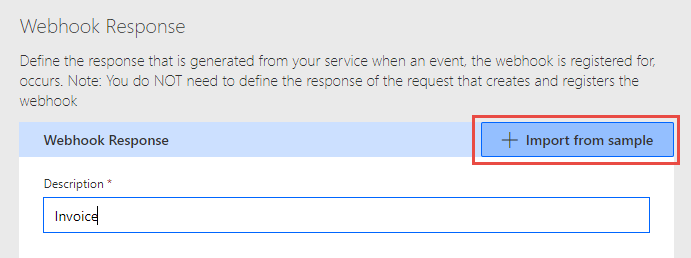 Webhook Response
Define the response that is generated from your service when an event, the webhook is registered for,
occurs. Note: You do NOT need to define the response of the request that creates and registers the
webhook
Webhook Response
+ Import from sample
Description *
Invoice